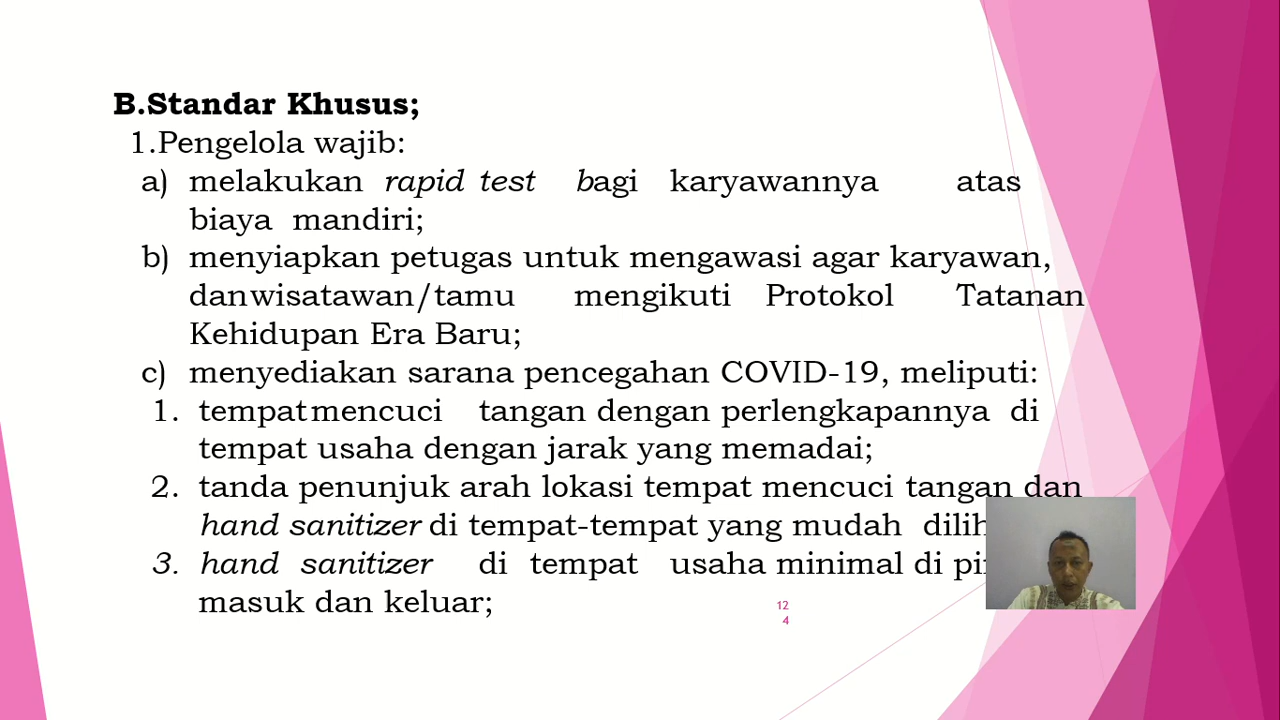 B.Standar Khusus;
1.Pengelola wajib:
a) melakukan rapid test bagi karyawannya atas
biaya mandiri;
b) menyiapkan petugas untuk mengawasi agar karyawan,
danwisatawan/tamu mengikuti Protokol Tatanan
Kehidupan Era Baru;
c) menyediakan sarana pencegahan COVID-19, meliputi:
1. tempatmencuci tangan dengan perlengkapannya di
tempat usaha dengan jarak yang memadai;
2. tanda penunjuk arah lokasi tempat mencuci tangan dan
hand sanitizer di tempat-tempat yang mudah
3. hand sanitizer di tempat usaha minimal di
masuk dan keluar;
12
4